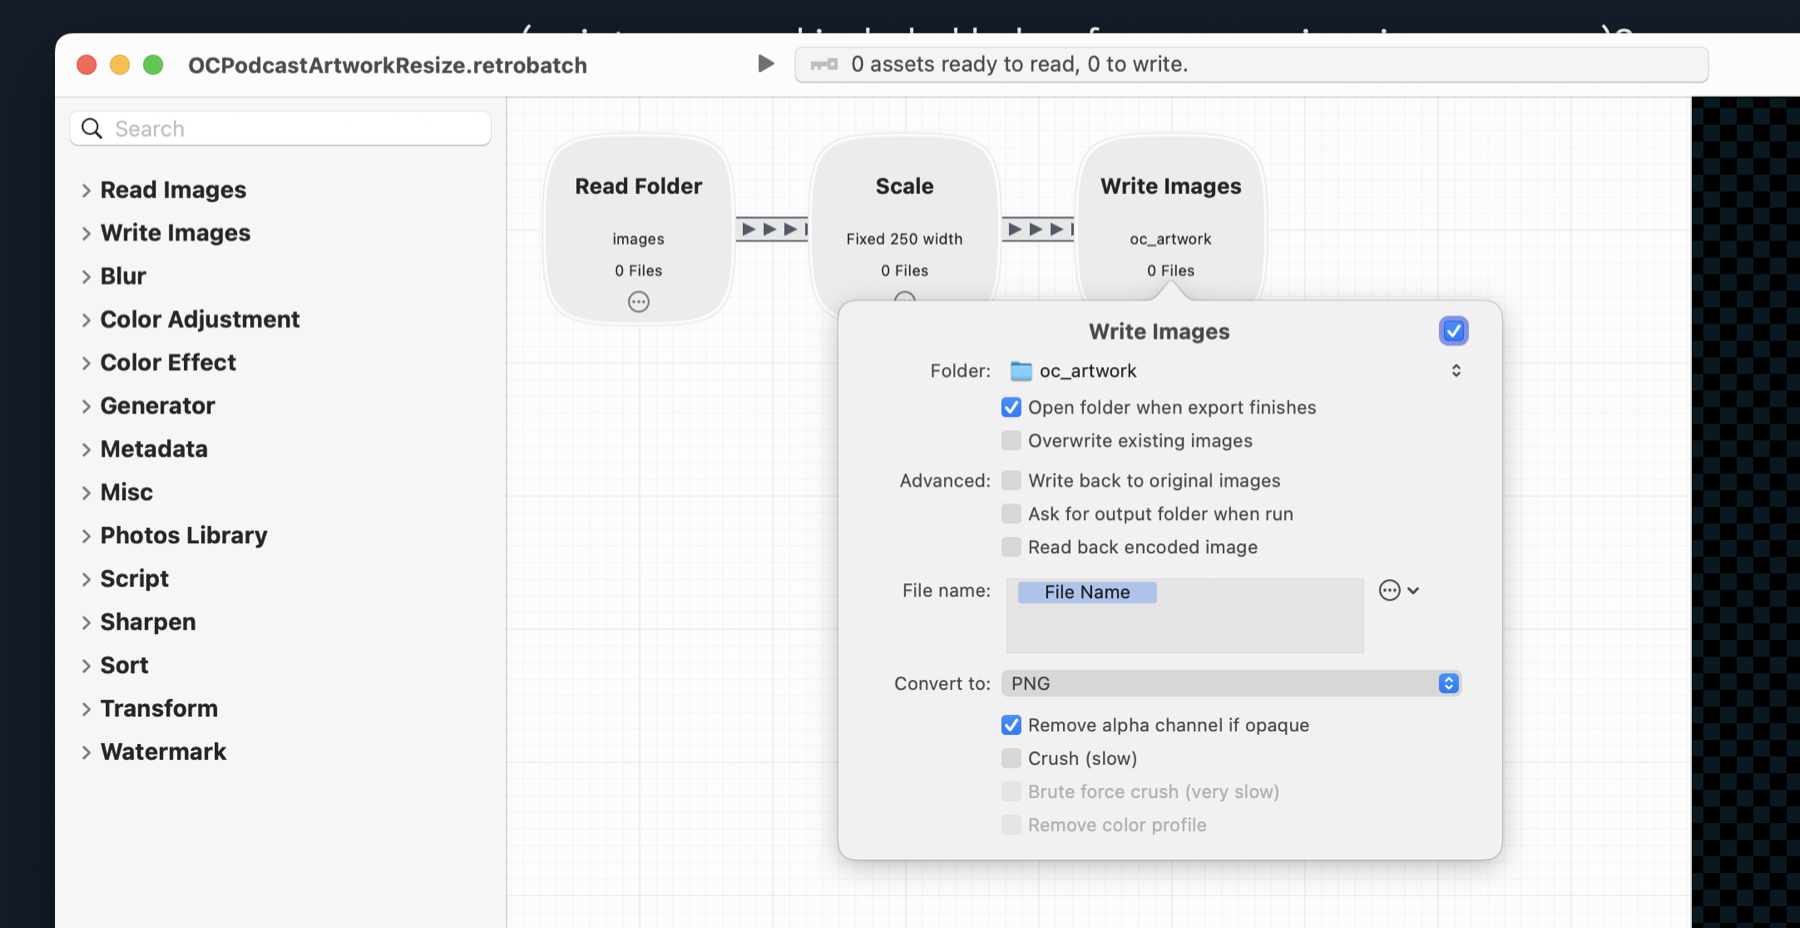 OCPodcastArtworkResize.retrobatch
0 assets ready to read, 0 to write.
Search
Read Images
Write Images
Blur
Color Adjustment
Color Effect
Generator
Metadata
Misc
Photos Library
Script
Sharpen
Sort
Transform
Watermark
Read Folder
images
0 Files
Scale
Fixed 250 width
0 Files
Write Images
oc_artwork
0 Files
Write Images
Folder: oc_artwork
Open folder when export finishes
Overwrite existing images
Advanced: Write back to original images
Ask for output folder when run
Read back encoded image
File name: File Name
Convert to: PNG
Remove alpha channel if opaque
Crush (slow)
Brute force crush (very slow)
Remove color profile